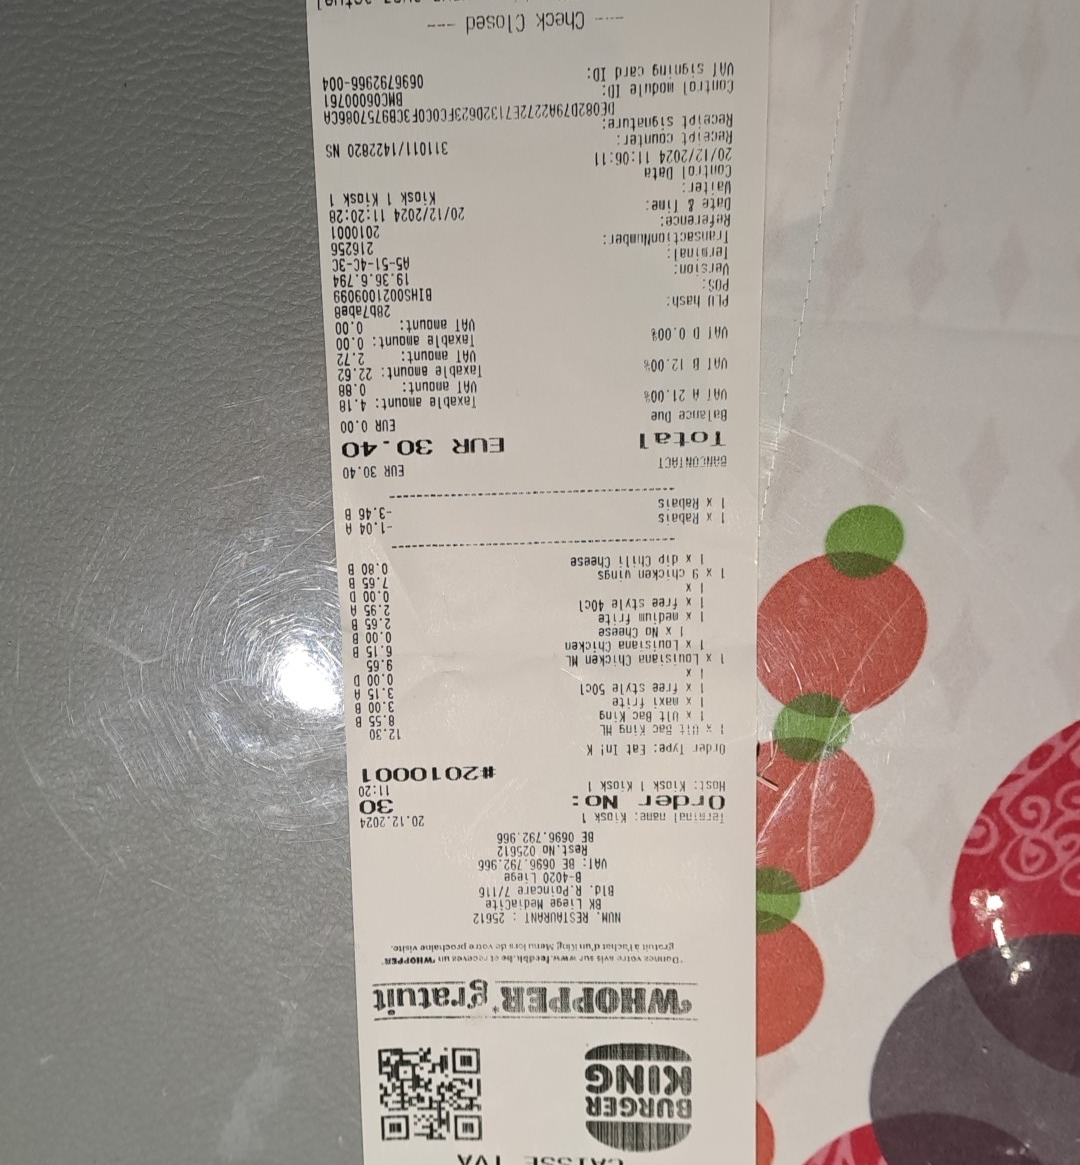 CAISSE TVA
BURGER
KING
"WHOPPER" gratuit
"Donnez votre avis sur www.feedbk.be et recevez un "WHOPPER"
gratuit à l'achat d'un King Menu lors de votre prochaine visite.
NUM. RESTAURANT : 25612
BK Liege MediaCite
Bld. R.Poincare 7/116
B-4020 Liege
VAT: BE 0696.792.966
Rest.No 025612
BE 0696.792.966
Terminal name: Kiosk 1 20.12.2024
Order No: 30
Host: Kiosk 1 Kiosk 1 11:20
#2010001
Order Type: Eat In! K
1 x Ult Bac King ML 12.30
1 x Ult Bac King 8.55 B
1 x maxi frite 3.00 B
1 x free style 50cl 3.15 A
1 x 0.00 D
1 x Louisiana Chicken ML 9.65
1 x Louisiana Chicken 6.15 B
1 x No Cheese 0.00 B
1 x medium frite 2.65 B
1 x free style 40cl 2.95 A
1 x 0.00 D
1 x 9 chicken wings 7.65 B
1 x dip Chili Cheese 0.80 B
1 x Rabais -1.04 A
1 x Rabais -3.46 B
BANCONTACT EUR 30.40
Total EUR 30.40
Balance Due EUR 0.00
VAT A 21.00% Taxable amount: 4.18
VAT amount: 0.88
VAT B 12.00% Taxable amount: 22.62
VAT amount: 2.72
VAT D 0.00% Taxable amount: 0.00
VAT amount: 0.00
PLU hash: 28b7abe8
POS: BIHS0021009099
Version: 19.36.6.794
Terminal: A5-51-4C-3C
TransactionNumber: 216256
Reference: 2010001
Date & Time: 20/12/2024 11:20:28
Waiter: Kiosk 1 Kiosk 1
Control Data
20/12/2024 11:06:11
Receipt counter: 311011/1422820 NS
Receipt signature:
DE082D79A2272E7132D623FC0C0F3CB9757086CA
Control module ID: BMC06000761
VAT signing card ID: 0696792966-004
---- Check Closed ---